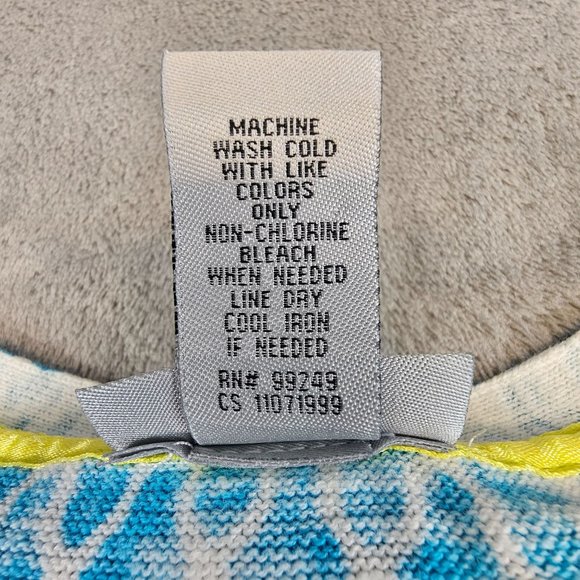 MACHINE
WASH COLD
WITH LIKE
COLORS
ONLY
NON-CHLORINE
BLEACH
WHEN NEEDED
LINE DRY
COOL IRON
IF NEEDED
RN# 99249
CS 11071999